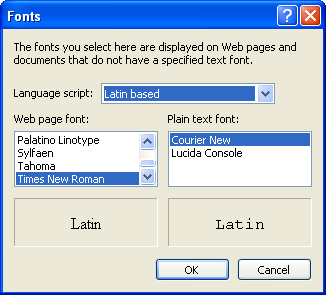 Fonts
The fonts you select here are displayed on Web pages and
documents that do not have a specified text font.
Language script: Latin based
Web page font:
Palatino Linotype
Sylfaen
Tahoma
Times New Roman
Plain text font:
Courier New
Lucida Console
Latin
Latin
OK
Cancel